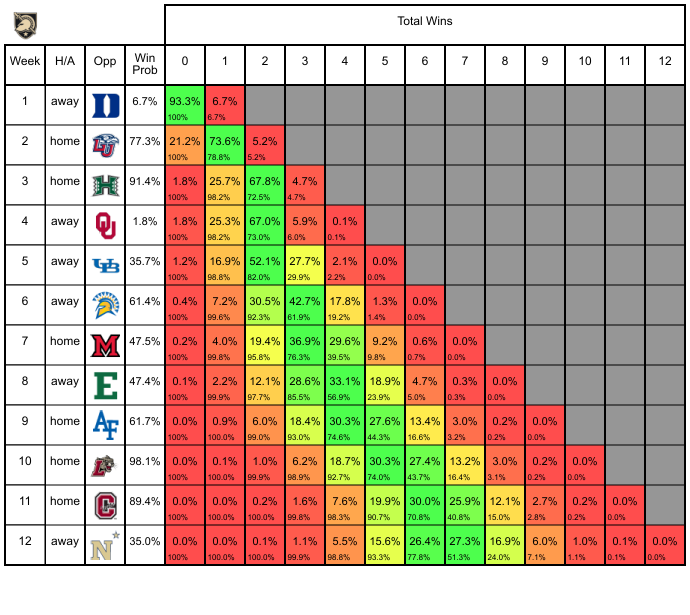 Total Wins
Week H/A Opp Win Prob 0 1 2 3 4 5 6 7 8 9 10 11 12
1 away D 6.7% 93.3% 6.7%
100% 6.7%
2 home LU 77.3% 21.2% 73.6% 5.2%
100% 78.8% 5.2%
3 home H 91.4% 1.8% 25.7% 67.8% 4.7%
100% 98.2% 72.5% 4.7%
4 away OU 1.8% 1.8% 25.3% 67.0% 5.9% 0.1%
100% 98.2% 73.0% 6.0% 0.1%
5 away UB 35.7% 1.2% 16.9% 52.1% 27.7% 2.1% 0.0%
100% 98.8% 82.0% 29.9% 2.2% 0.0%
6 away 61.4% 0.4% 7.2% 30.5% 42.7% 17.8% 1.3% 0.0%
100% 99.6% 92.3% 61.9% 19.2% 1.4% 0.0%
7 home M 47.5% 0.2% 4.0% 19.4% 36.9% 29.6% 9.2% 0.6% 0.0%
100% 99.8% 95.8% 76.3% 39.5% 9.8% 0.7% 0.0%
8 away E 47.4% 0.1% 2.2% 12.1% 28.6% 33.1% 18.9% 4.7% 0.3% 0.0%
100% 99.9% 97.7% 85.5% 56.9% 23.9% 5.0% 0.3% 0.0%
9 home AF 61.7% 0.0% 0.9% 6.0% 18.4% 30.3% 27.6% 13.4% 3.0% 0.2% 0.0%
100% 100.0% 99.0% 93.0% 74.6% 44.3% 16.6% 3.2% 0.2% 0.0%
10 home 98.1% 0.0% 0.1% 1.0% 6.2% 18.7% 30.3% 27.4% 13.2% 3.0% 0.2% 0.0%
100% 100.0% 99.9% 98.9% 92.7% 74.0% 43.7% 16.4% 3.1% 0.2% 0.0%
11 home C 89.4% 0.0% 0.0% 0.2% 1.6% 7.6% 19.9% 30.0% 25.9% 12.1% 2.7% 0.2% 0.0%
100% 100.0% 100.0% 99.8% 98.3% 90.7% 70.8% 40.8% 15.0% 2.8% 0.2% 0.0%
12 away N 35.0% 0.0% 0.0% 0.1% 1.1% 5.5% 15.6% 26.4% 27.3% 16.9% 6.0% 1.0% 0.1% 0.0%
100% 100.0% 100.0% 99.9% 98.8% 93.3% 77.8% 51.3% 24.0% 7.1% 1.1% 0.1% 0.0%